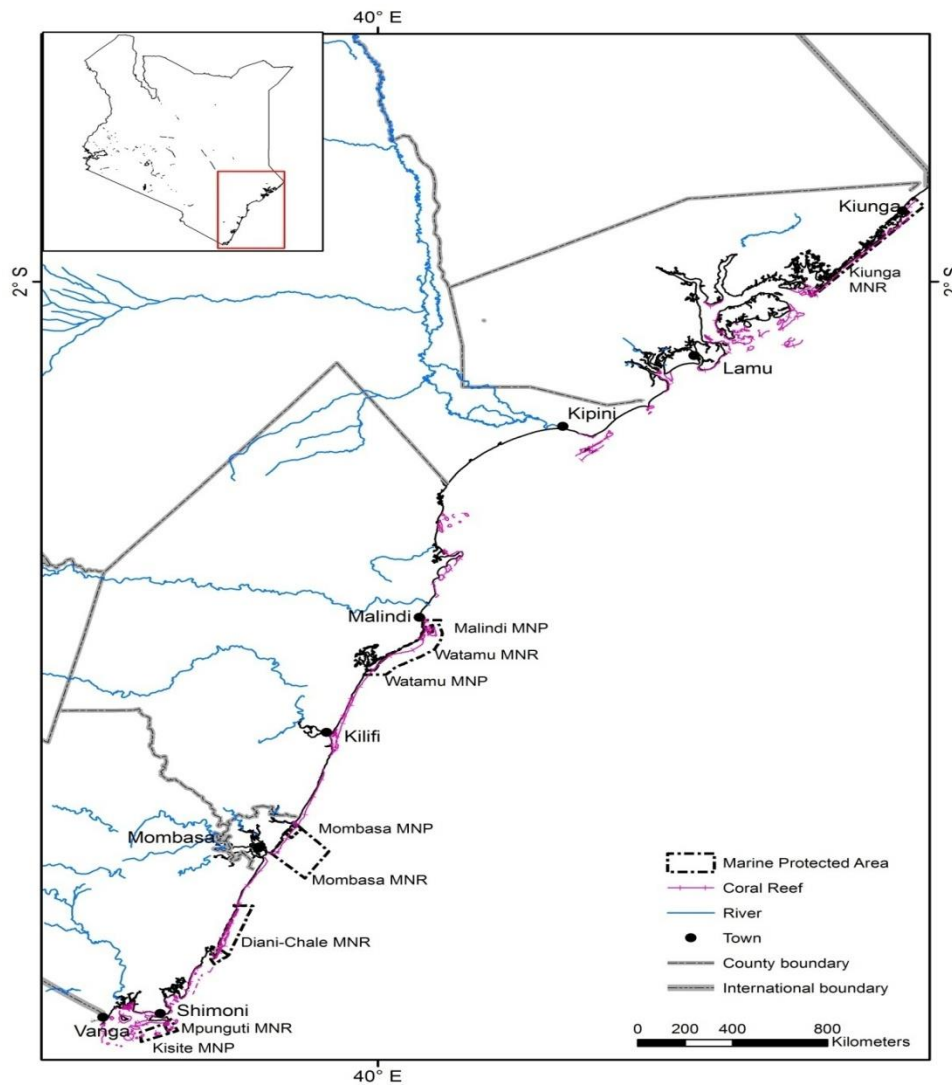 40° E
2° S
2° S
Kiunga
Kiunga
MNR
Lamu
Kipini
Malindi
Malindi MNP
Watamu MNR
Watamu MNP
Kilifi
Mombasa
Mombasa MNP
Mombasa MNR
Diani-Chale MNR
Shimoni
Vanga
Mpunguti MNR
Kisite MNP
Marine Protected Area
Coral Reef
River
Town
County boundary
International boundary
0 200 400 800
Kilometers
40° E